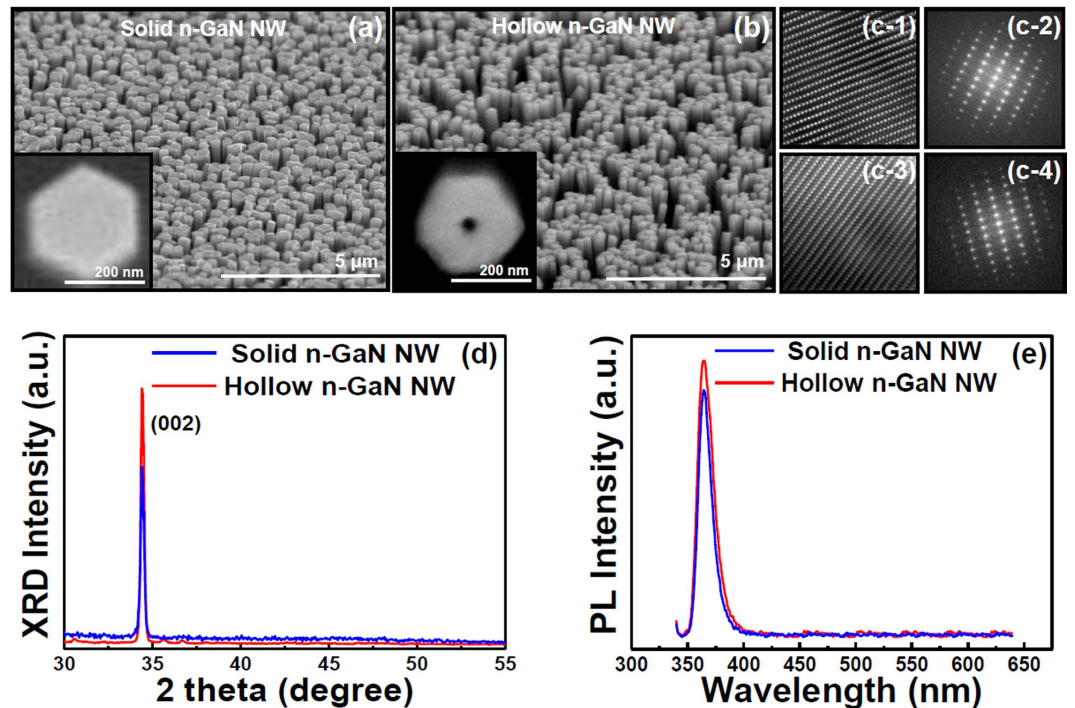 Solid n-GaN NW
(a)
200 nm
5 µm
Hollow n-GaN NW
(b)
200 nm
5 µm
(c-1)
(c-2)
(c-3)
(c-4)
XRD Intensity (a.u.)
Solid n-GaN NW
Hollow n-GaN NW
(d)
(002)
30 35 40 45 50 55
2 theta (degree)
PL Intensity (a.u.)
Solid n-GaN NW
Hollow n-GaN NW
(e)
300 350 400 450 500 550 600 650
Wavelength (nm)